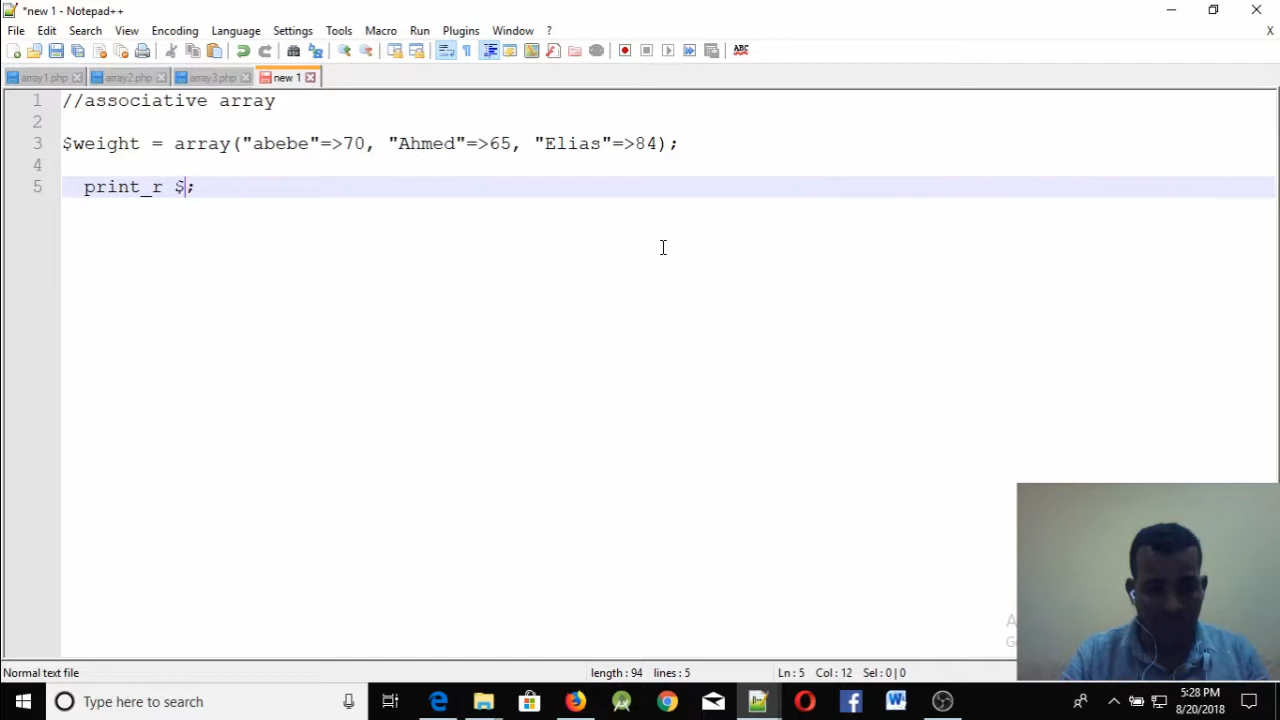 *new 1 - Notepad++
File Edit Search View Encoding Language Settings Tools Macro Run Plugins Window ? X
ABC
array1.php array2.php array3.php new 1
1 //associative array
2
3 $weight = array("abebe"=>70, "Ahmed"=>65, "Elias"=>84);
4
5 print_r $;
Normal text file length: 94 lines: 5 Ln: 5 Col: 12 Sel: 0 | 0
Type here to search 5:28 PM
8/20/2018